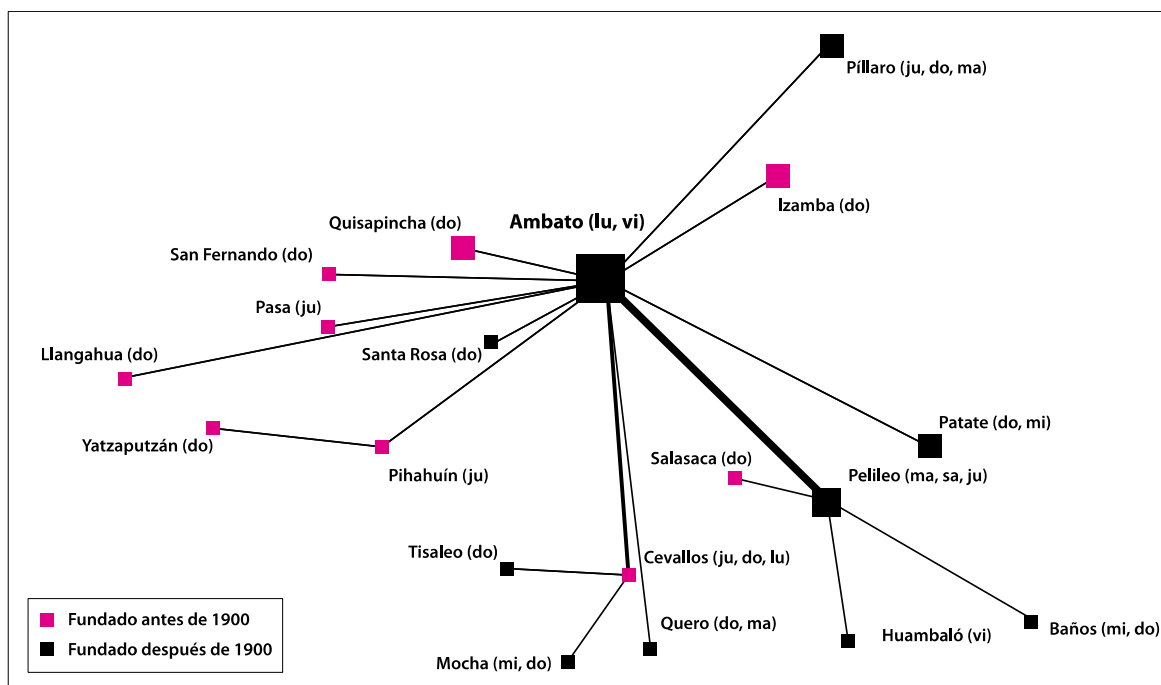 Píllaro (ju, do, ma)
Izamba (do)
Ambato (lu, vi)
Quisapincha (do)
San Fernando (do)
Pasa (ju)
Santa Rosa (do)
Llangahua (do)
Yatzaputzán (do)
Pihahuín (ju)
Patate (do, mi)
Salasaca (do)
Pelileo (ma, sa, ju)
Tisaleo (do)
Cevallos (ju, do, lu)
Quero (do, ma)
Huambaló (vi)
Baños (mi, do)
Mocha (mi, do)
Fundado antes de 1900
Fundado después de 1900